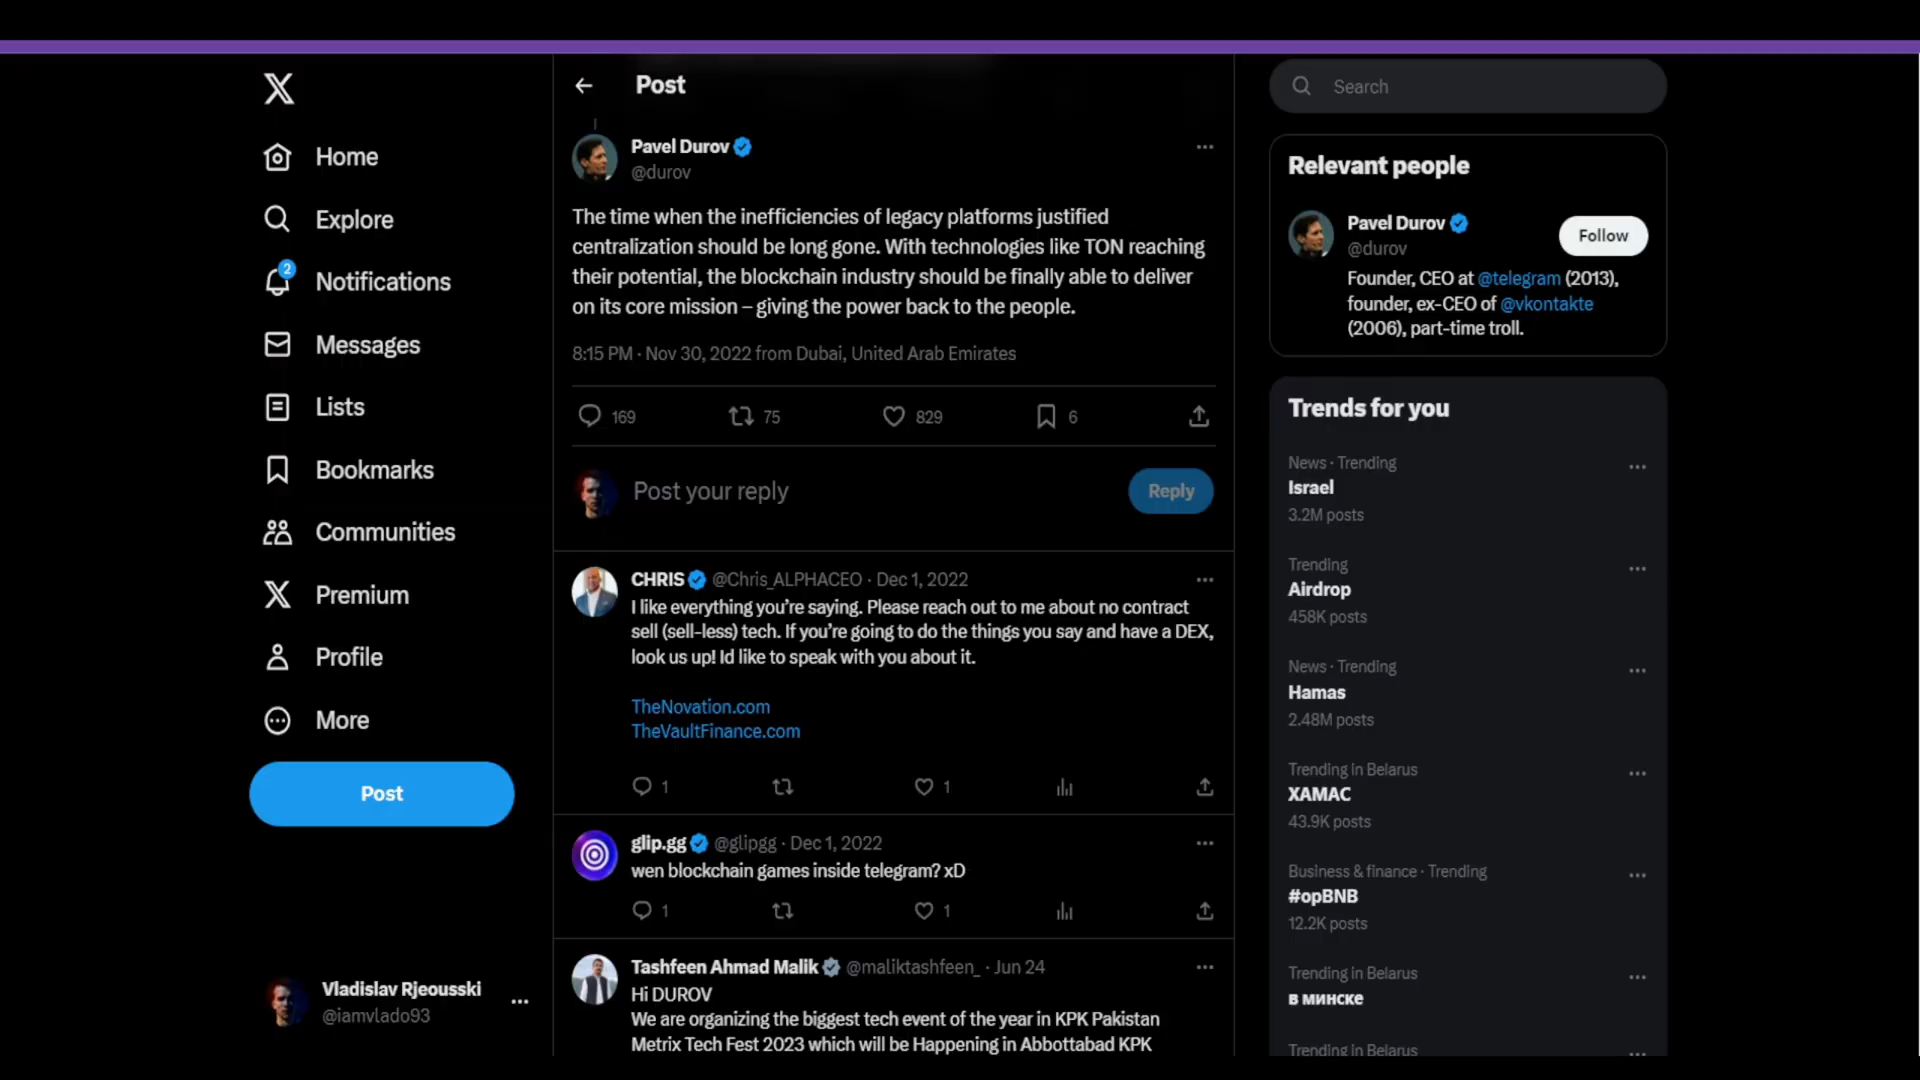 Home
Explore
2
Notifications
Messages
Lists
Bookmarks
Communities
Premium
Profile
More
Post
Vladislav Rjeousski
@iamvlado93
Post
Pavel Durov
@durov
The time when the inefficiencies of legacy platforms justified
centralization should be long gone. With technologies like TON reaching
their potential, the blockchain industry should be finally able to deliver
on its core mission – giving the power back to the people.
8:15 PM · Nov 30, 2022 from Dubai, United Arab Emirates
169 75 829 6
Post your reply
Reply
CHRIS @Chris_ALPHACEO · Dec 1, 2022
I like everything you’re saying. Please reach out to me about no contract
sell (sell-less) tech. If you’re going to do the things you say and have a DEX,
look us up! Id like to speak with you about it.
TheNovation.com
TheVaultFinance.com
1 1
glip.gg @glipgg · Dec 1, 2022
wen blockchain games inside telegram? xD
1 1
Tashfeen Ahmad Malik @maliktashfeen_ · Jun 24
Hi DUROV
We are organizing the biggest tech event of the year in KPK Pakistan
Metrix Tech Fest 2023 which will be Happening in Abbottabad KPK
Search
Relevant people
Pavel Durov
@durov
Follow
Founder, CEO at @telegram (2013),
founder, ex-CEO of @vkontakte
(2006), part-time troll.
Trends for you
News · Trending
Israel
3.2M posts
Trending
Airdrop
458K posts
News · Trending
Hamas
2.48M posts
Trending in Belarus
ХАМАС
43.9K posts
Business & finance · Trending
#opBNB
12.2K posts
Trending in Belarus
в минске
Trending in Belarus